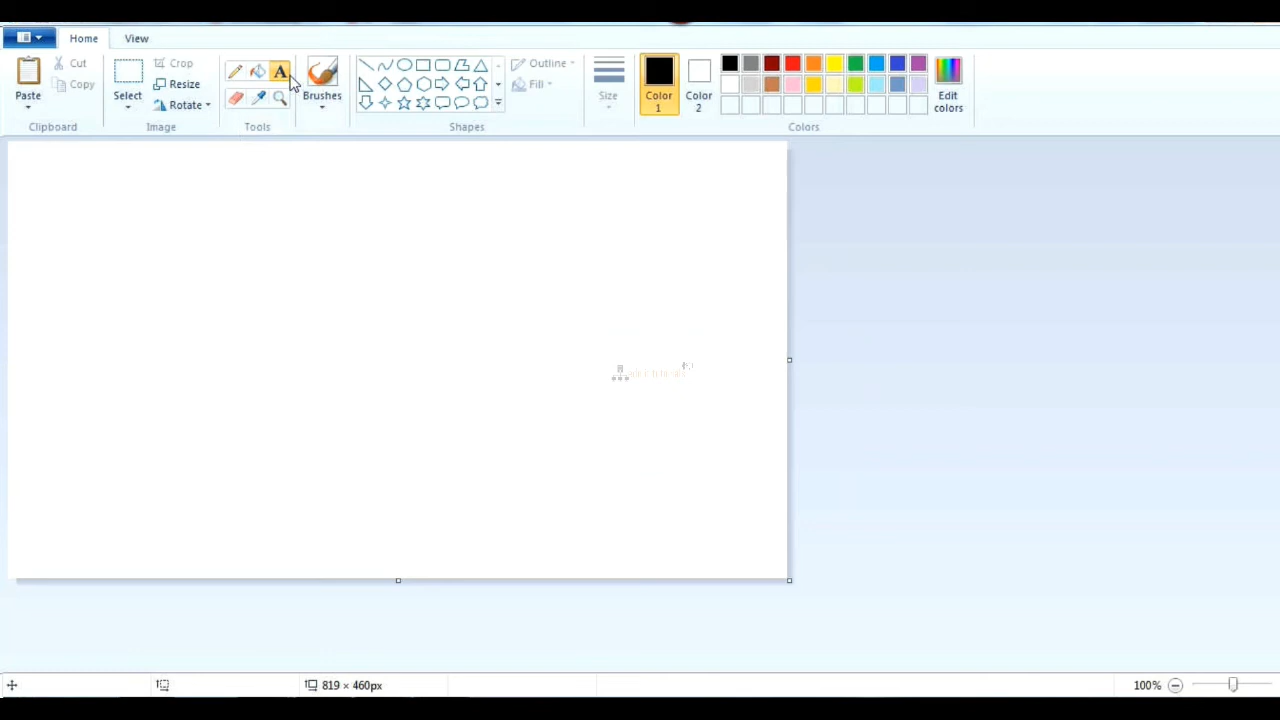 Home View
Paste Cut Copy Clipboard
Select Crop Resize Rotate Image
A Tools
Brushes
Shapes Outline Fill
Size
Color 1 Color 2 Edit colors Colors
819 × 460px 100%